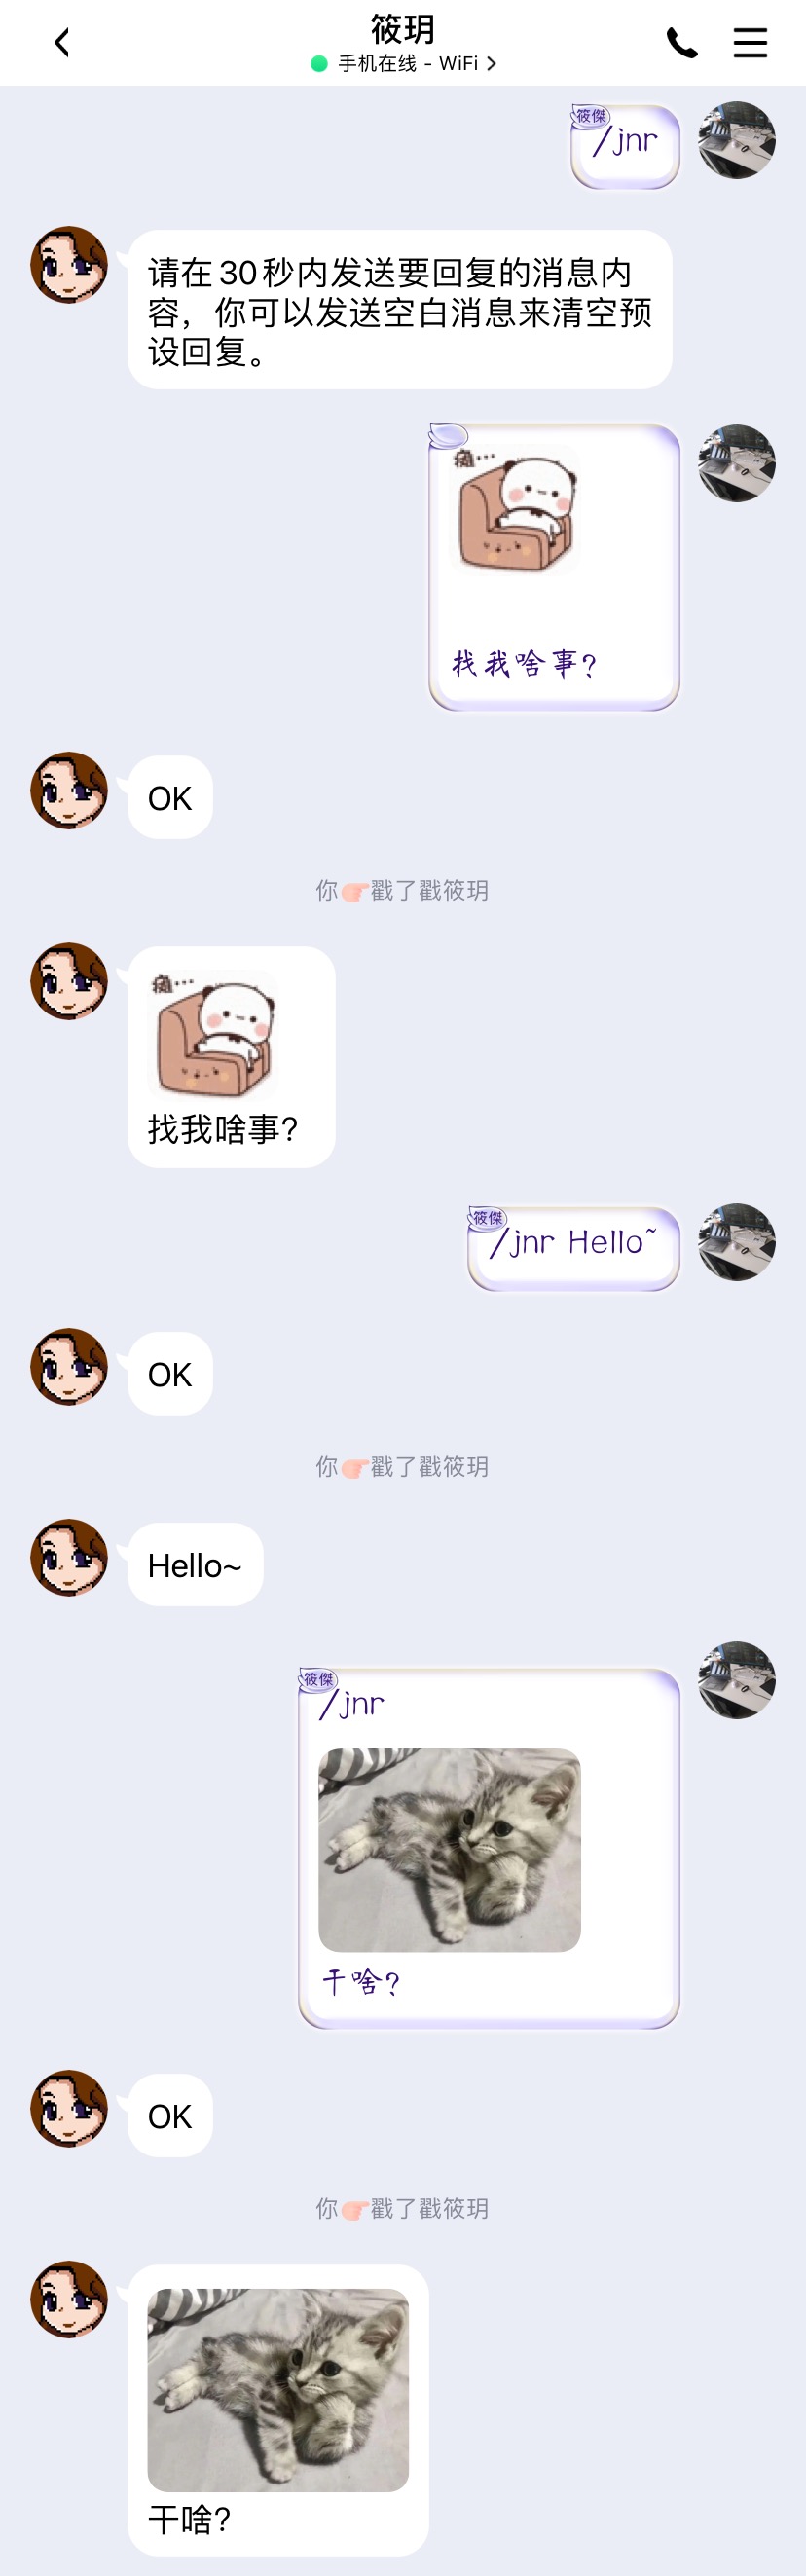 筱玥
手机在线 - WiFi
筱傑
/jnr
请在30秒内发送要回复的消息内
容，你可以发送空白消息来清空预
设回复。
找我啥事?
OK
你👉戳了戳筱玥
找我啥事?
筱傑
/jnr Hello~
OK
你👉戳了戳筱玥
Hello~
筱傑
/jnr
干啥?
OK
你👉戳了戳筱玥
干啥?